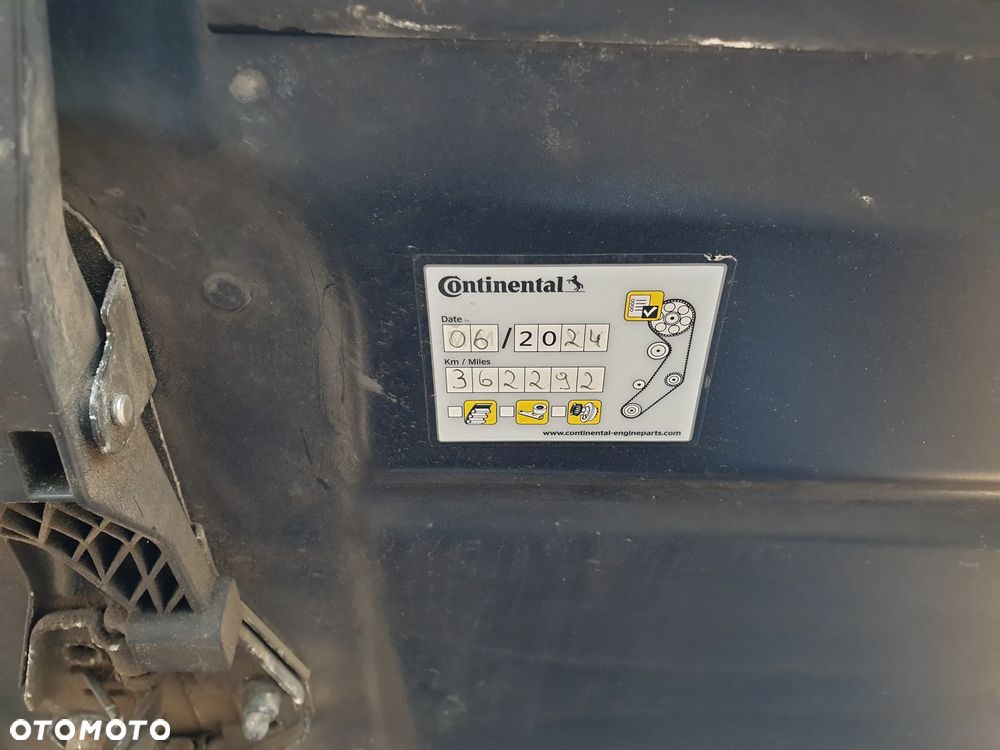 Continental
Date
06/2024
Km / Miles
362292
www.continental-engineparts.com
OTOMOTO